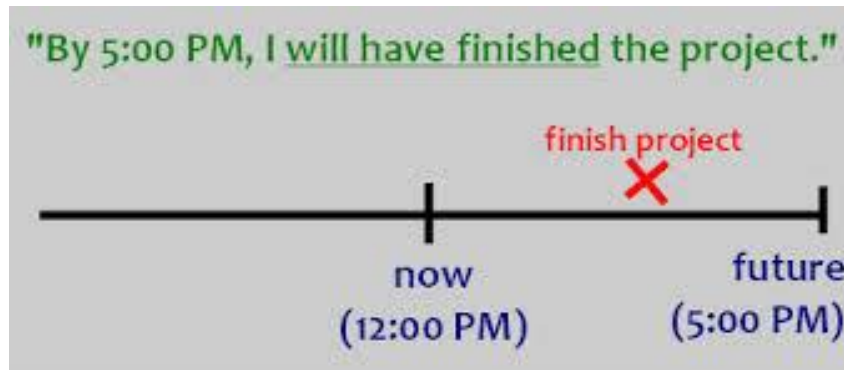 "By 5:00 PM, I will have finished the project."
finish project
now
(12:00 PM)
future
(5:00 PM)